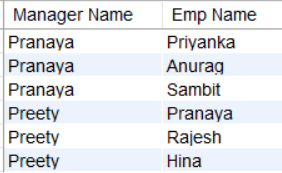 Manager Name Emp Name
Pranaya Priyanka
Pranaya Anurag
Pranaya Sambit
Preety Pranaya
Preety Rajesh
Preety Hina